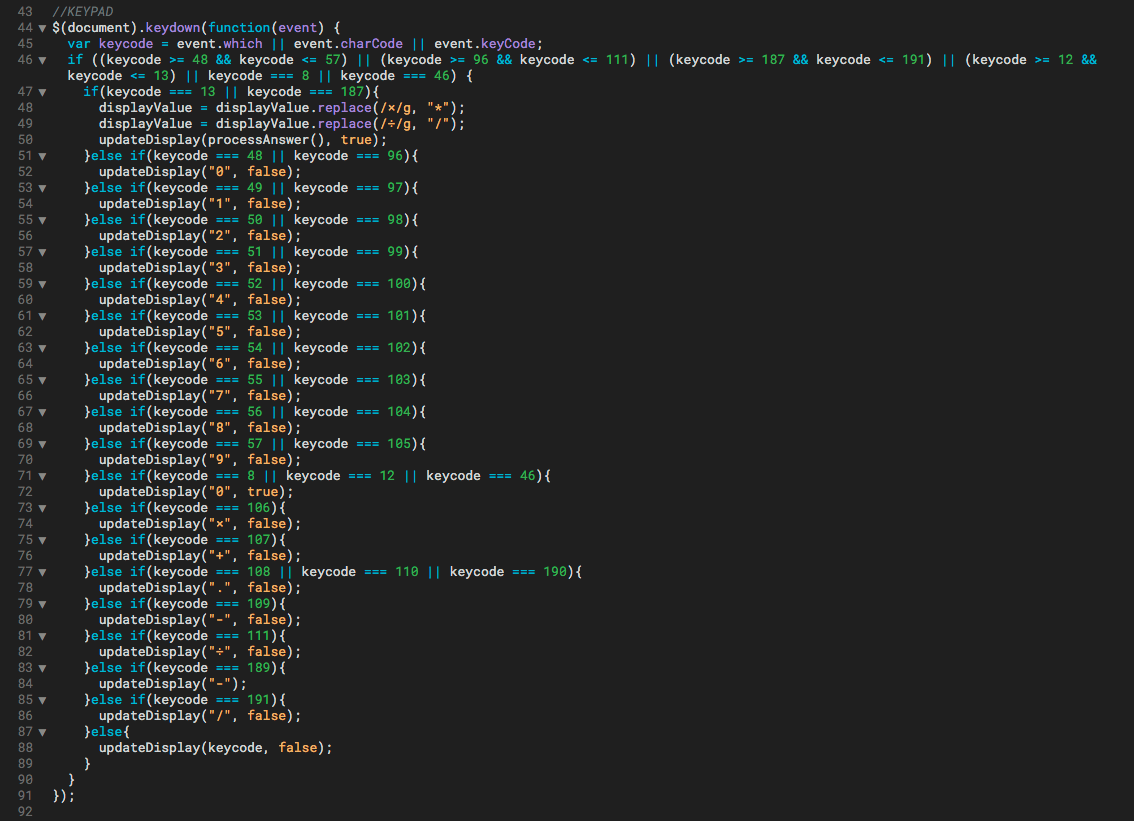 43 //KEYPAD
44 ▼ $(document).keydown(function(event) {
45 var keycode = event.which || event.charCode || event.keyCode;
46 ▼ if ((keycode >= 48 && keycode <= 57) || (keycode >= 96 && keycode <= 111) || (keycode >= 187 && keycode <= 191) || (keycode >= 12 &&
keycode <= 13) || keycode === 8 || keycode === 46) {
47 ▼ if(keycode === 13 || keycode === 187){
48 displayValue = displayValue.replace(/×/g, "*");
49 displayValue = displayValue.replace(/÷/g, "/");
50 updateDisplay(processAnswer(), true);
51 ▼ }else if(keycode === 48 || keycode === 96){
52 updateDisplay("0", false);
53 ▼ }else if(keycode === 49 || keycode === 97){
54 updateDisplay("1", false);
55 ▼ }else if(keycode === 50 || keycode === 98){
56 updateDisplay("2", false);
57 ▼ }else if(keycode === 51 || keycode === 99){
58 updateDisplay("3", false);
59 ▼ }else if(keycode === 52 || keycode === 100){
60 updateDisplay("4", false);
61 ▼ }else if(keycode === 53 || keycode === 101){
62 updateDisplay("5", false);
63 ▼ }else if(keycode === 54 || keycode === 102){
64 updateDisplay("6", false);
65 ▼ }else if(keycode === 55 || keycode === 103){
66 updateDisplay("7", false);
67 ▼ }else if(keycode === 56 || keycode === 104){
68 updateDisplay("8", false);
69 ▼ }else if(keycode === 57 || keycode === 105){
70 updateDisplay("9", false);
71 ▼ }else if(keycode === 8 || keycode === 12 || keycode === 46){
72 updateDisplay("0", true);
73 ▼ }else if(keycode === 106){
74 updateDisplay("×", false);
75 ▼ }else if(keycode === 107){
76 updateDisplay("+", false);
77 ▼ }else if(keycode === 108 || keycode === 110 || keycode === 190){
78 updateDisplay(".", false);
79 ▼ }else if(keycode === 109){
80 updateDisplay("-", false);
81 ▼ }else if(keycode === 111){
82 updateDisplay("÷", false);
83 ▼ }else if(keycode === 189){
84 updateDisplay("-");
85 ▼ }else if(keycode === 191){
86 updateDisplay("/", false);
87 ▼ }else{
88 updateDisplay(keycode, false);
89 }
90 }
91 });
92